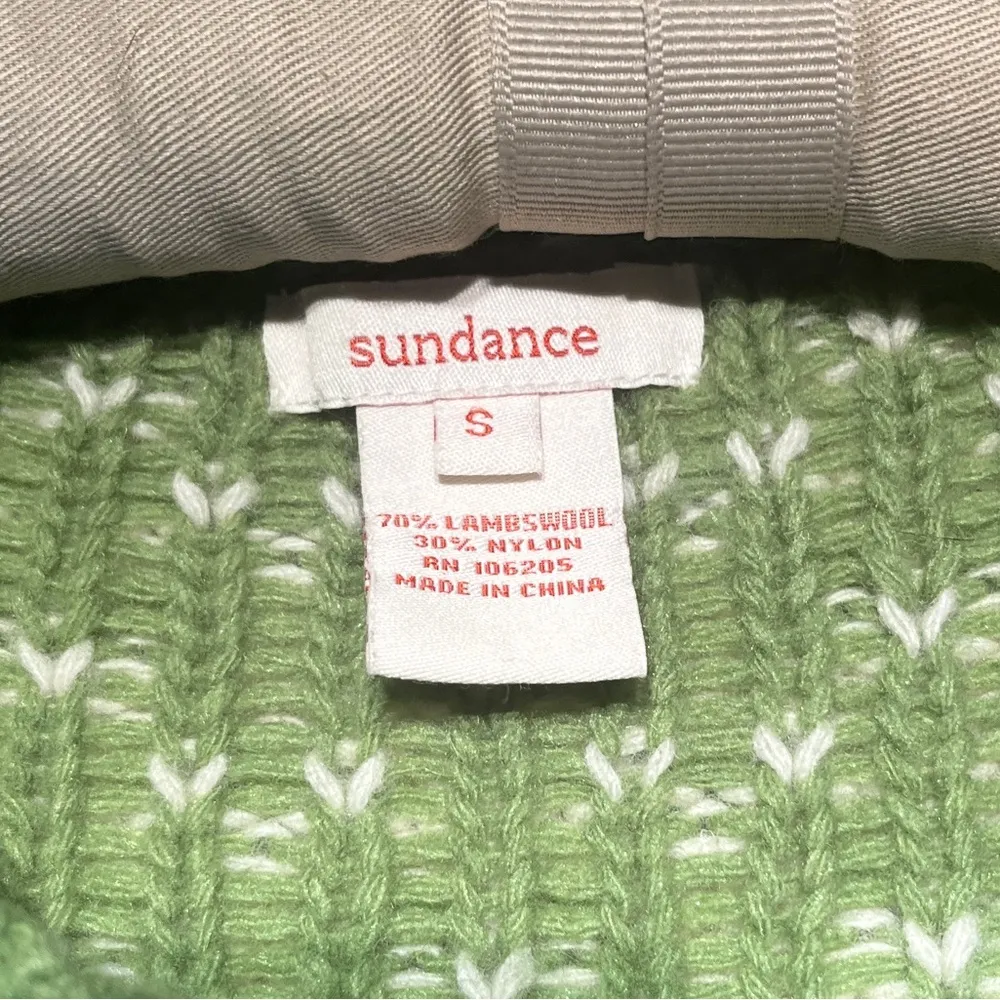 sundance
S
70% LAMBSWOOL
30% NYLON
RN 106205
MADE IN CHINA